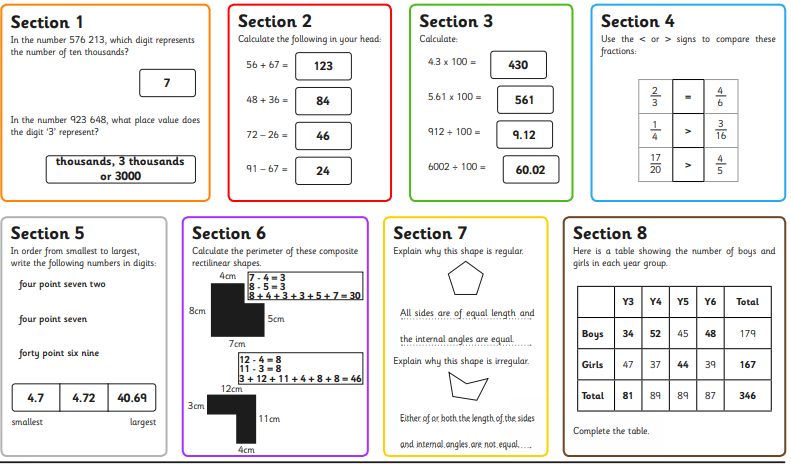 Section 1
In the number 576 213, which digit represents
the number of ten thousands?
7
In the number 923 648, what place value does
the digit '3' represent?
thousands, 3 thousands
or 3000
Section 2
Calculate the following in your head:
56 + 67 = 123
48 + 36 = 84
72 – 26 = 46
91 – 67 = 24
Section 3
Calculate:
4.3 x 100 = 430
5.61 x 100 = 561
912 ÷ 100 = 9.12
6002 ÷ 100 = 60.02
Section 4
Use the < or > signs to compare these
fractions:
2/3 = 4/6
1/4 > 3/16
17/20 > 4/5
Section 5
In order from smallest to largest,
write the following numbers in digits:
four point seven two
four point seven
forty point six nine
4.7 4.72 40.69
smallest largest
Section 6
Calculate the perimeter of these composite
rectilinear shapes.
4cm
7 - 4 = 3
8 - 5 = 3
8 + 4 + 3 + 3 + 5 + 7 = 30
8cm
5cm
7cm
12 - 4 = 8
11 - 3 = 8
3 + 12 + 11 + 4 + 8 + 8 = 46
12cm
3cm
11cm
4cm
Section 7
Explain why this shape is regular.
All sides are of equal length and
the internal angles are equal.
Explain why this shape is irregular.
Either of or both the length of the sides
and internal angles are not equal.
Section 8
Here is a table showing the number of boys and
girls in each year group.
Y3 Y4 Y5 Y6 Total
Boys 34 52 45 48 179
Girls 47 37 44 39 167
Total 81 89 89 87 346
Complete the table.